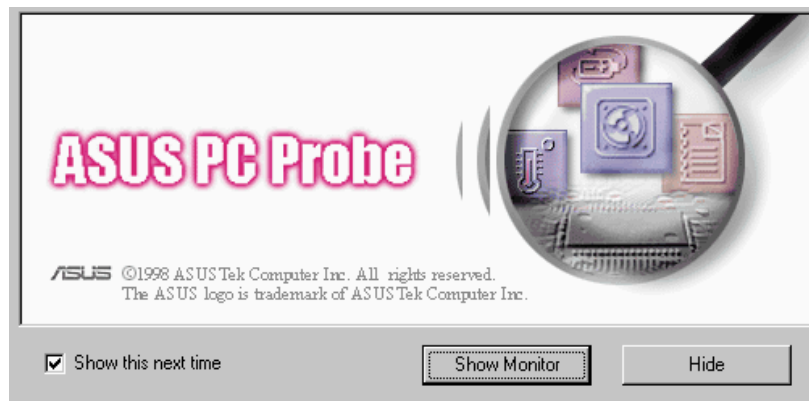 ASUS PC Probe
ASUS ©1998 ASUSTek Computer Inc. All rights reserved.
The ASUS logo is trademark of ASUSTek Computer Inc.
Show this next time
Show Monitor
Hide